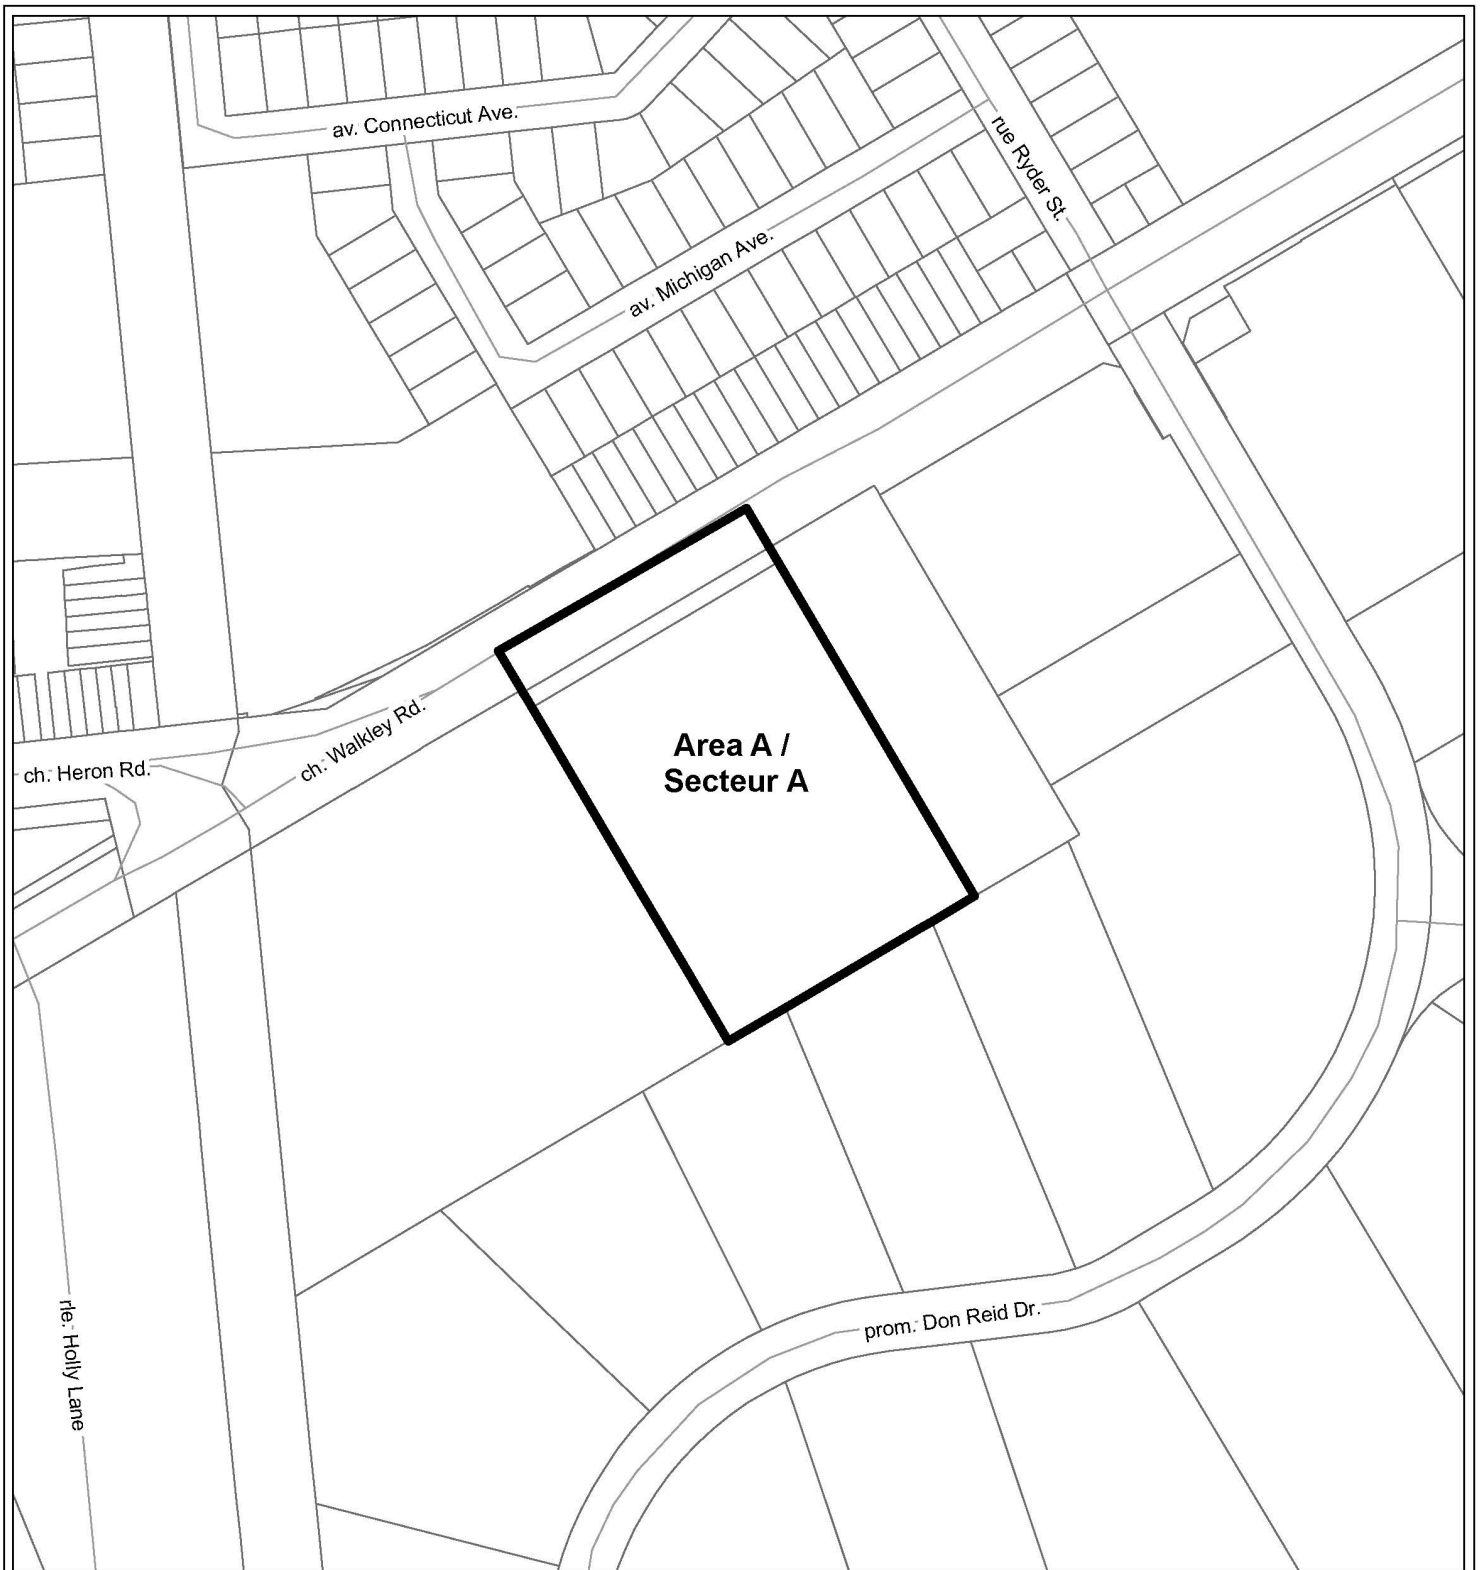 av. Connecticut Ave.
rue Ryder St.
av. Michigan Ave.
ch. Walkley Rd.
ch. Heron Rd.
Area A /
Secteur A
rle. Holly Lane
prom. Don Reid Dr.